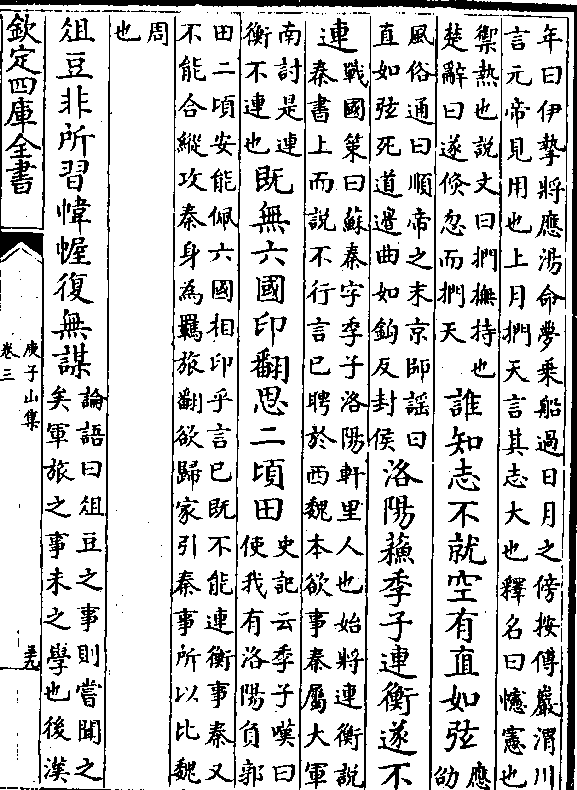 年曰伊摯將應湯命夢乗船過日月之傍按傅巖渭川
言元帝見用也上月捫天言其志大也釋名曰憶憲也
禦熱也說文曰捫撫持也
楚辭曰遂倐忽而捫天
誰知志不就空有直如弦
應劭
風俗通曰順帝之末京師謡曰
直如弦死道邉曲如鈎反封侯
洛陽蘇季子連衡遂不
連
戰國策曰蘇秦字季子洛陽軒里人也始將連衡說
秦書上而說不行言已聘於西魏本欲事秦屬大軍
南討是連
衡不連也
既無六國印翻思二頃田
史記云季子嘆曰
使我有洛陽負郭
田二頃安能佩六國相印乎言已既不能連衡事秦又
不能合縱攻秦身為羈旅翻欲歸家引秦事所以比魏
周
也
俎豆非所習幃幄復無謀
論語曰俎豆之事則嘗聞之
矣軍旅之事未之學也後漢
欽定四庫全書
庾子山集
卷三